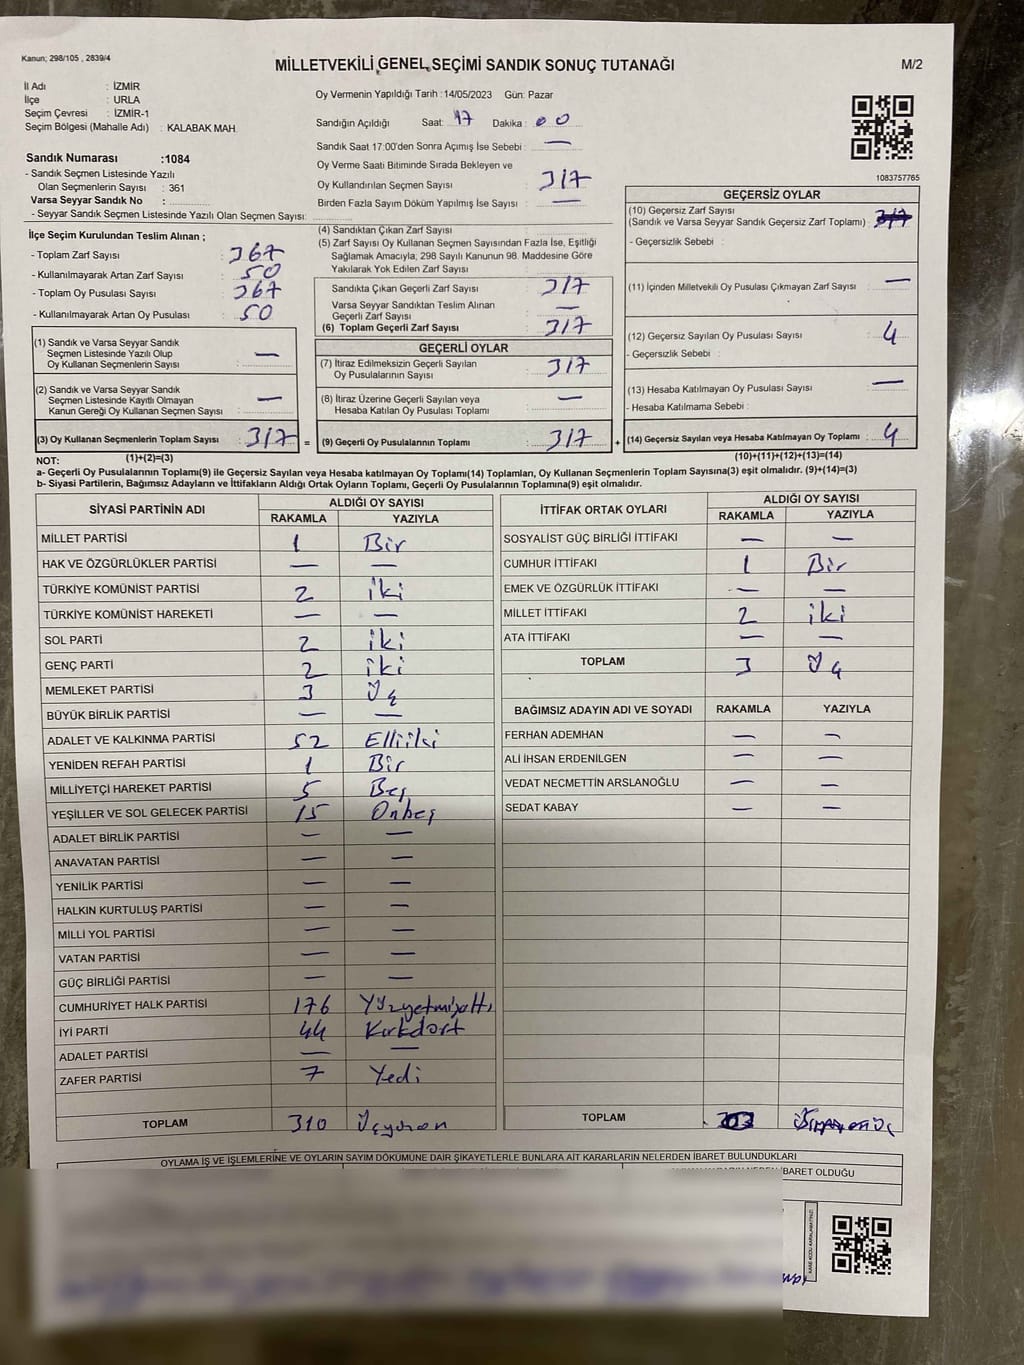 Kanun; 298/105 , 2839/4
MİLLETVEKİLİ GENEL SEÇİMİ SANDIK SONUÇ TUTANAĞI
M/2
İl Adı : İZMİR
İlçe : URLA
Seçim Çevresi : İZMİR-1
Seçim Bölgesi (Mahalle Adı) : KALABAK MAH.
Oy Vermenin Yapıldığı Tarih :14/05/2023 Gün: Pazar
Sandığın Açıldığı Saat: 17 Dakika : 00
Sandık Saat 17:00'den Sonra Açımış İse Sebebi : —
Oy Verme Saati Bitiminde Sırada Bekleyen ve
Oy Kullandırılan Seçmen Sayısı : 317
Birden Fazla Sayım Döküm Yapılmış İse Sayısı : —
1083757765
Sandık Numarası :1084
- Sandık Seçmen Listesinde Yazılı
Olan Seçmenlerin Sayısı : 361
Varsa Seyyar Sandık No :
- Seyyar Sandık Seçmen Listesinde Yazılı Olan Seçmen Sayısı:
İlçe Seçim Kurulundan Teslim Alınan ;
- Toplam Zarf Sayısı : 367
- Kullanılmayarak Artan Zarf Sayısı : 50
- Toplam Oy Pusulası Sayısı : 367
- Kullanılmayarak Artan Oy Pusulası : 50
(1) Sandık ve Varsa Seyyar Sandık
Seçmen Listesinde Yazılı Olup
Oy Kullanan Seçmenlerin Sayısı : —
(2) Sandık ve Varsa Seyyar Sandık
Seçmen Listesinde Kayıtlı Olmayan
Kanun Gereği Oy Kullanan Seçmen Sayısı : —
(3) Oy Kullanan Seçmenlerin Toplam Sayısı : 317 =
(1)+(2)=(3)
(4) Sandıktan Çıkan Zarf Sayısı :
(5) Zarf Sayısı Oy Kullanan Seçmen Sayısından Fazla İse, Eşitliği
Sağlamak Amacıyla; 298 Sayılı Kanunun 98. Maddesine Göre
Yakılarak Yok Edilen Zarf Sayısı :
Sandıkta Çıkan Geçerli Zarf Sayısı : 317
Varsa Seyyar Sandıktan Teslim Alınan
Geçerli Zarf Sayısı : —
(6) Toplam Geçerli Zarf Sayısı : 317
GEÇERLİ OYLAR
(7) İtiraz Edilmeksizin Geçerli Sayılan
Oy Pusulalarının Sayısı : 317
(8) İtiraz Üzerine Geçerli Sayılan veya
Hesaba Katılan Oy Pusulası Toplamı : —
(9) Geçerli Oy Pusulalarının Toplamı : 317 +
GEÇERSİZ OYLAR
(10) Geçersiz Zarf Sayısı
(Sandık ve Varsa Seyyar Sandık Geçersiz Zarf Toplamı) :
- Geçersizlik Sebebi :
(11) İçinden Milletvekili Oy Pusulası Çıkmayan Zarf Sayısı : —
(12) Geçersiz Sayılan Oy Pusulası Sayısı : 4
- Geçersizlik Sebebi :
(13) Hesaba Katılmayan Oy Pusulası Sayısı : —
- Hesaba Katılmama Sebebi :
(14) Geçersiz Sayılan veya Hesaba Katılmayan Oy Toplamı : 4
(10)+(11)+(12)+(13)=(14)
NOT:
a- Geçerli Oy Pusulalarının Toplamı(9) ile Geçersiz Sayılan veya Hesaba katılmayan Oy Toplamı(14) Toplamları, Oy Kullanan Seçmenlerin Toplam Sayısına(3) eşit olmalıdır. (9)+(14)=(3)
b- Siyasi Partilerin, Bağımsız Adayların ve İttifakların Aldığı Ortak Oyların Toplamı, Geçerli Oy Pusulalarının Toplamına(9) eşit olmalıdır.
SİYASİ PARTİNİN ADI ALDIĞI OY SAYISI
RAKAMLA YAZIYLA
MİLLET PARTİSİ 1 Bir
HAK VE ÖZGÜRLÜKLER PARTİSİ — —
TÜRKİYE KOMÜNİST PARTİSİ 2 iki
TÜRKİYE KOMÜNİST HAREKETİ — —
SOL PARTİ 2 iki
GENÇ PARTİ 2 iki
MEMLEKET PARTİSİ 3 Üç
BÜYÜK BİRLİK PARTİSİ — —
ADALET VE KALKINMA PARTİSİ 52 Elliiki
YENİDEN REFAH PARTİSİ 1 Bir
MİLLİYETÇİ HAREKET PARTİSİ 5 Beş
YEŞİLLER VE SOL GELECEK PARTİSİ 15 Onbeş
ADALET BİRLİK PARTİSİ — —
ANAVATAN PARTİSİ — —
YENİLİK PARTİSİ — —
HALKIN KURTULUŞ PARTİSİ — —
MİLLİ YOL PARTİSİ — —
VATAN PARTİSİ — —
GÜÇ BİRLİĞİ PARTİSİ — —
CUMHURİYET HALK PARTİSİ 176 Yüzyetmişaltı
İYİ PARTİ 44 Kırkdört
ADALET PARTİSİ — —
ZAFER PARTİSİ 7 Yedi
TOPLAM 310 Üçyüzon
İTTİFAK ORTAK OYLARI ALDIĞI OY SAYISI
RAKAMLA YAZIYLA
SOSYALİST GÜÇ BİRLİĞİ İTTİFAKI — —
CUMHUR İTTİFAKI 1 Bir
EMEK VE ÖZGÜRLÜK İTTİFAKI — —
MİLLET İTTİFAKI 2 iki
ATA İTTİFAKI — —
TOPLAM 3 Üç
BAĞIMSIZ ADAYIN ADI VE SOYADI RAKAMLA YAZIYLA
FERHAN ADEMHAN — —
ALİ İHSAN ERDENİLGEN — —
VEDAT NECMETTİN ARSLANOĞLU — —
SEDAT KABAY — —
TOPLAM
OYLAMA İŞ VE İŞLEMLERİNE VE OYLARIN SAYIM DÖKÜMÜNE DAİR ŞİKAYETLERLE BUNLARA AİT KARARLARIN NELERDEN İBARET BULUNDUKLARI
İBARET OLDUĞU